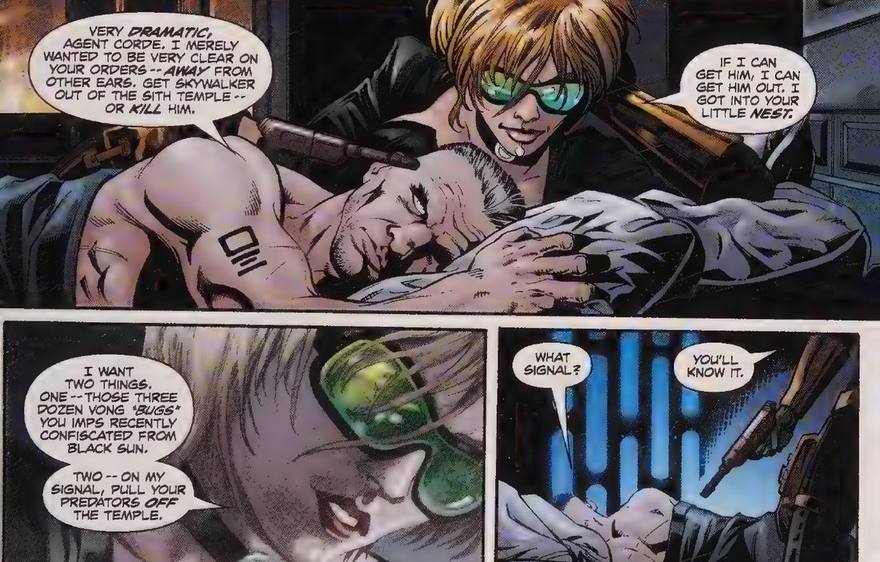 VERY DRAMATIC,
AGENT CORDE. I MERELY
WANTED TO BE VERY CLEAR ON
YOUR ORDERS -- AWAY FROM
OTHER EARS. GET SKYWALKER
OUT OF THE SITH TEMPLE --
OR KILL HIM.
IF I CAN
GET HIM, I CAN
GET HIM OUT. I
GOT INTO YOUR
LITTLE NEST.
I WANT
TWO THINGS.
ONE -- THOSE THREE
DOZEN VONG "BUGS"
YOU IMPS RECENTLY
CONFISCATED FROM
BLACK SUN.
TWO -- ON MY
SIGNAL, PULL YOUR
PREDATORS OFF
THE TEMPLE.
WHAT
SIGNAL?
YOU'LL
KNOW IT.